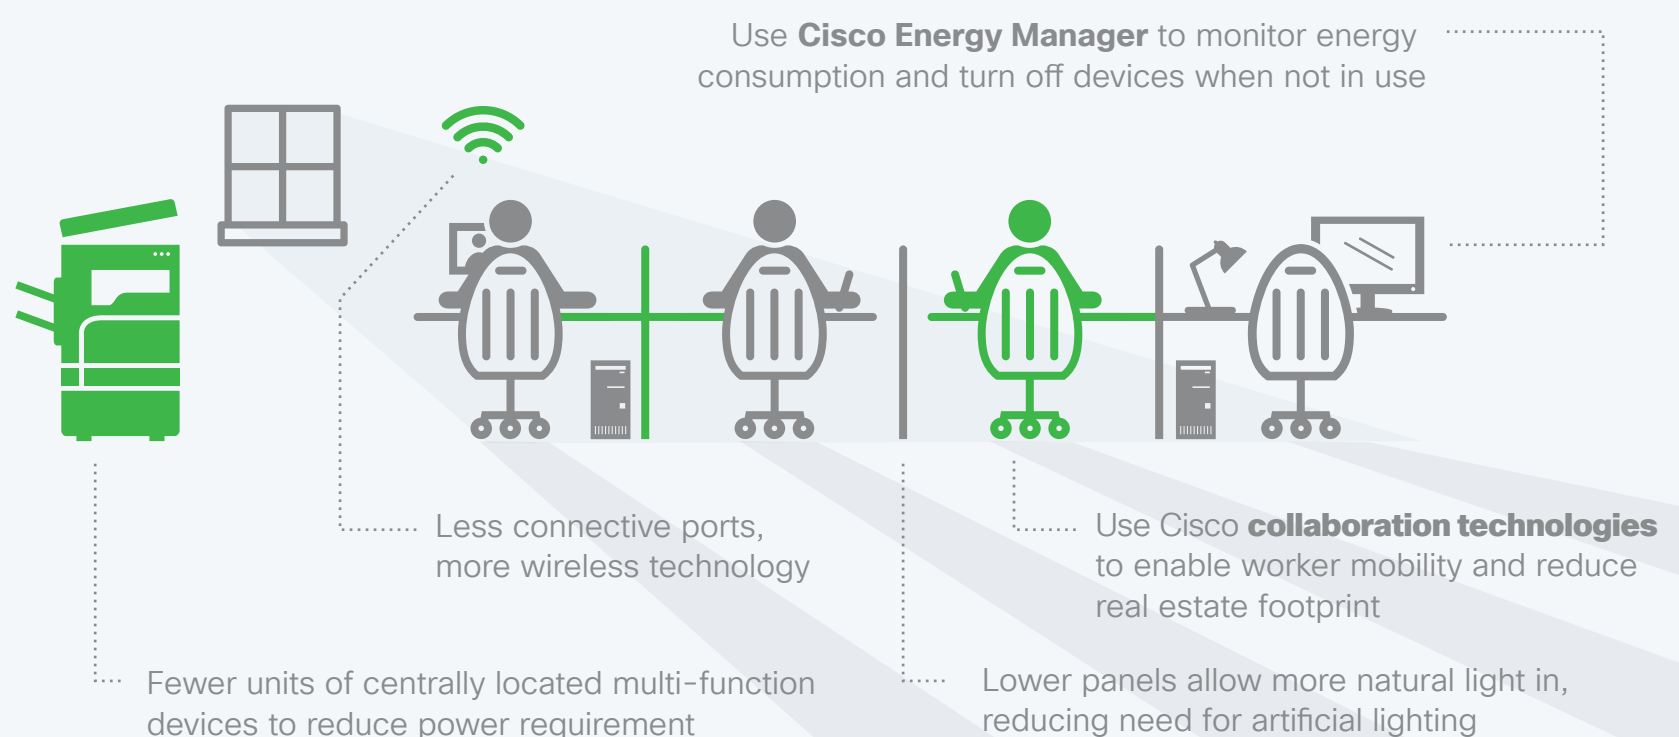 Use Cisco Energy Manager to monitor energy
consumption and turn off devices when not in use
Less connective ports,
more wireless technology
Use Cisco collaboration technologies
to enable worker mobility and reduce
real estate footprint
Fewer units of centrally located multi-function
devices to reduce power requirement
Lower panels allow more natural light in,
reducing need for artificial lighting